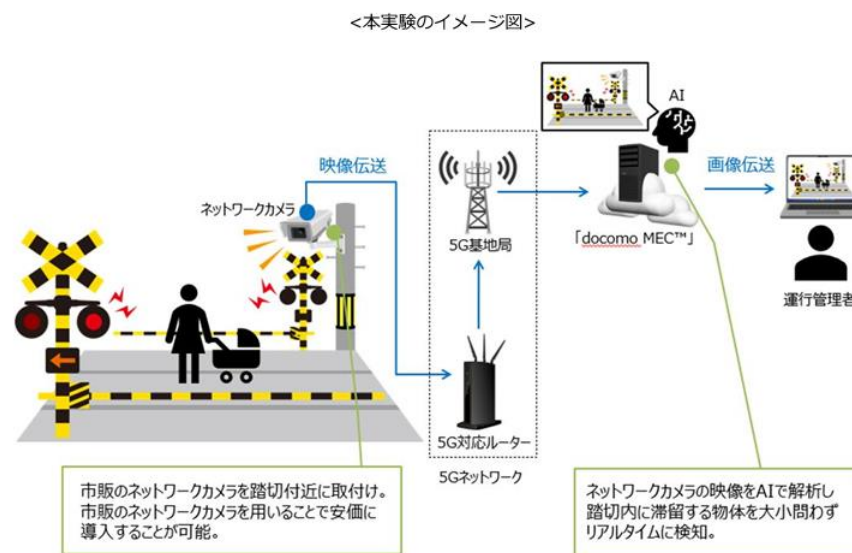 <本実験のイメージ図>
AI
映像伝送
画像伝送
ネットワークカメラ
5G基地局
「docomo MEC™」
運行管理者
5G対応ルーター
5Gネットワーク
市販のネットワークカメラを踏切付近に取付け。
市販のネットワークカメラを用いることで安価に
導入することが可能。
ネットワークカメラの映像をAIで解析し
踏切内に滞留する物体を大小問わず
リアルタイムに検知。